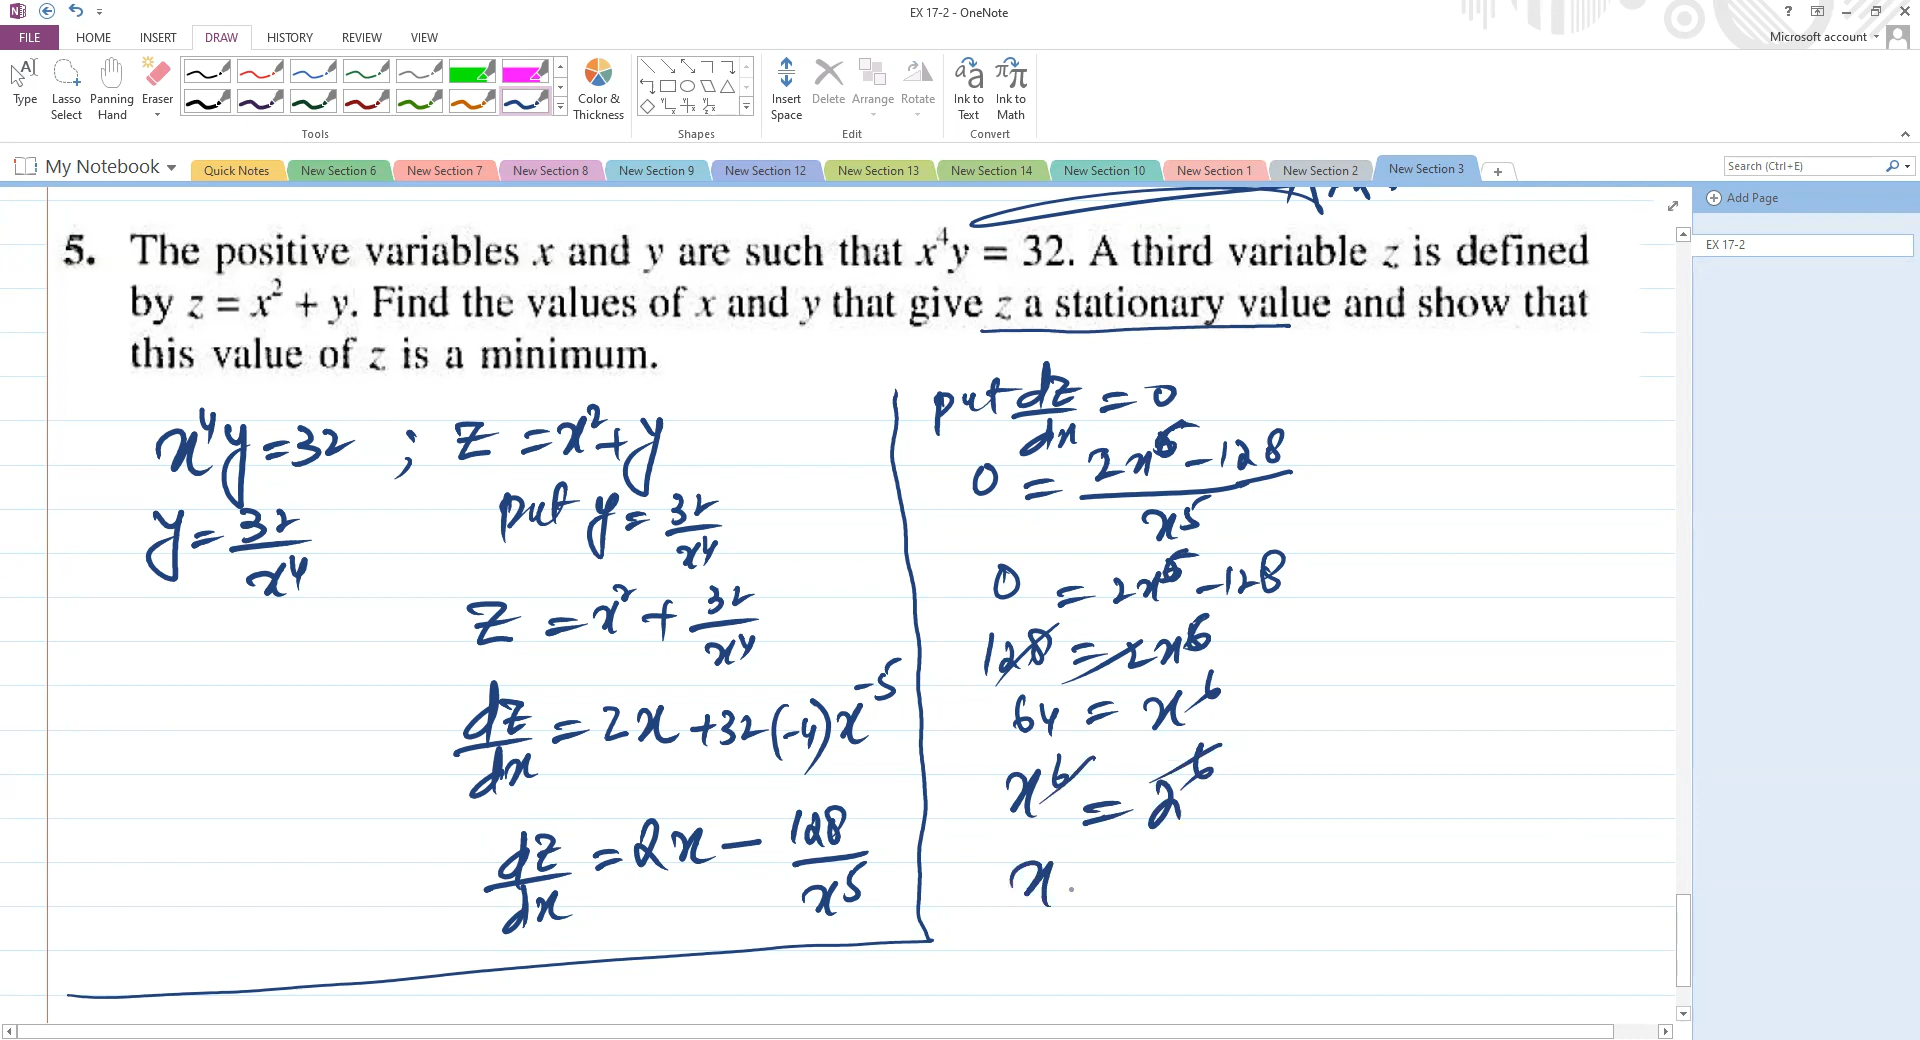 EX 17-2 - OneNote
Microsoft account
FILE HOME INSERT DRAW HISTORY REVIEW VIEW
Type
Lasso Select
Panning Hand
Eraser
Color & Thickness
Insert Space
Delete
Arrange
Rotate
Ink to Text
Ink to Math
Tools Shapes Edit Convert
My Notebook Quick Notes New Section 6 New Section 7 New Section 8 New Section 9 New Section 12 New Section 13 New Section 14 New Section 10 New Section 1 New Section 2 New Section 3
Search (Ctrl+E)
Add Page
EX 17-2
5. The positive variables x and y are such that x⁴y = 32. A third variable z is defined
by z = x² + y. Find the values of x and y that give z a stationary value and show that
this value of z is a minimum.
x⁴y = 32 ; z = x² + y
y = 32/x⁴
put y = 32/x⁴
z = x² + 32/x⁴
dz/dx = 2x + 32(-4)x⁻⁵
dz/dx = 2x - 128/x⁵
put dz/dx = 0
0 = (2x⁶ - 128)/x⁵
0 = 2x⁶ - 128
128 = 2x⁶
64 = x⁶
x⁶ = 2⁶
x